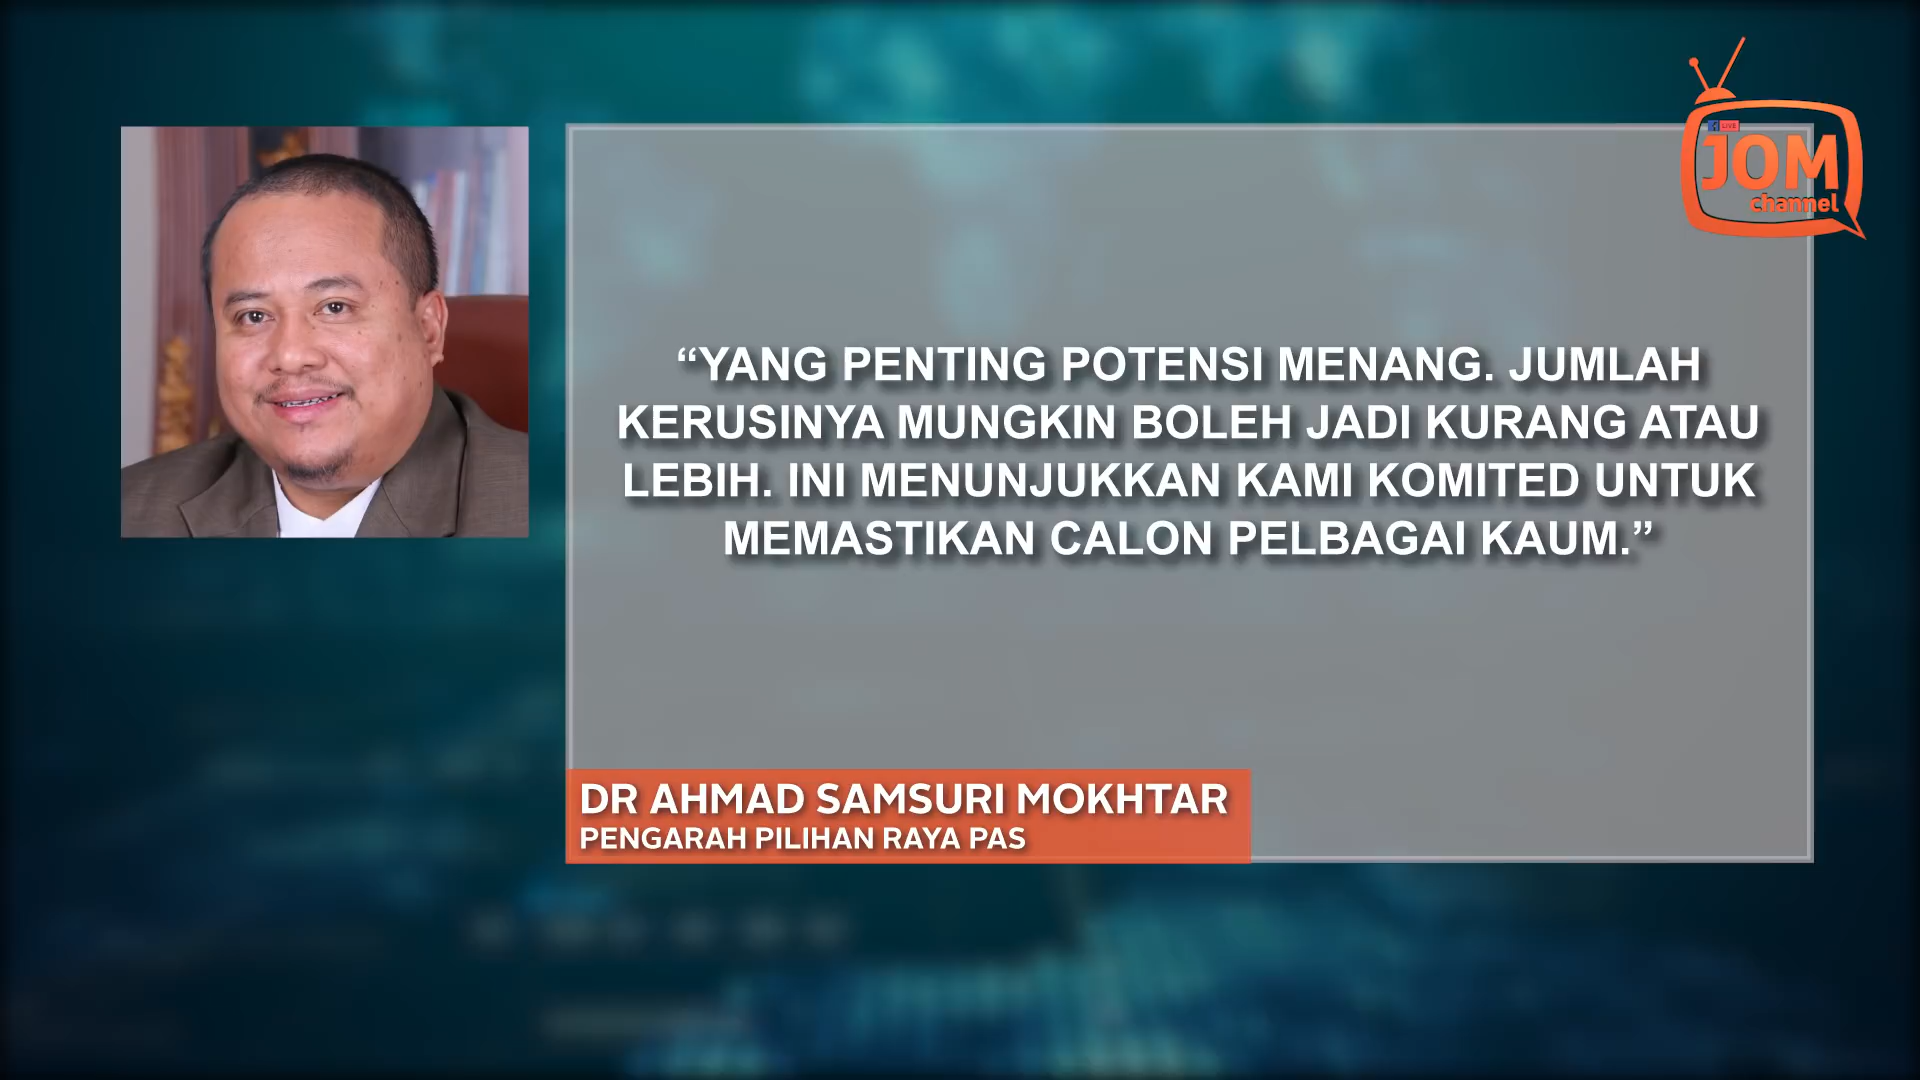 LIVE
JOM
channel
“YANG PENTING POTENSI MENANG. JUMLAH
KERUSINYA MUNGKIN BOLEH JADI KURANG ATAU
LEBIH. INI MENUNJUKKAN KAMI KOMITED UNTUK
MEMASTIKAN CALON PELBAGAI KAUM.”
DR AHMAD SAMSURI MOKHTAR
PENGARAH PILIHAN RAYA PAS